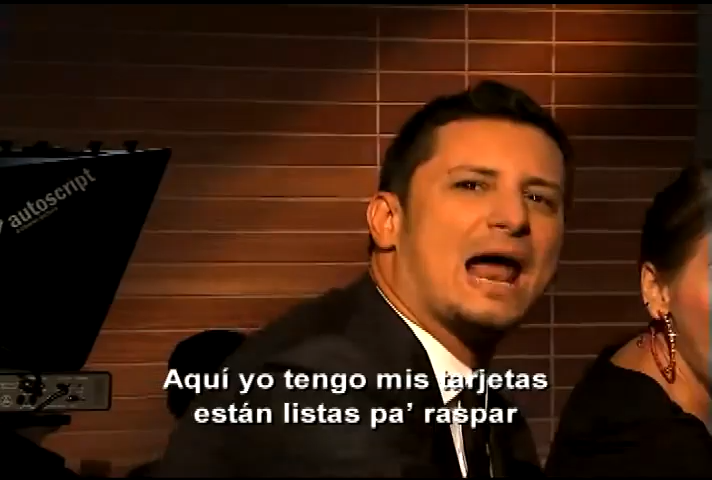 autoscript
Aquí yo tengo mis tarjetas
están listas pa' raspar